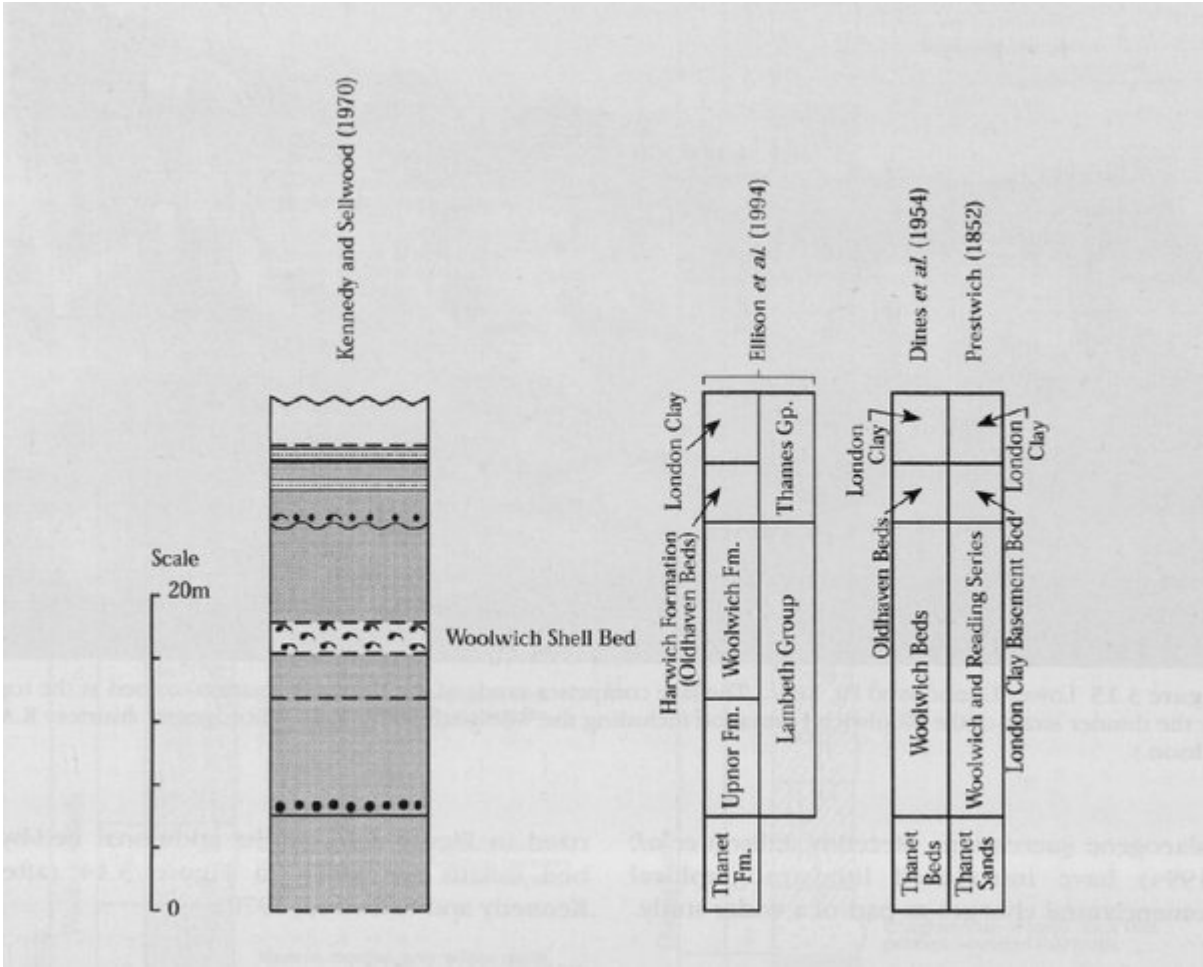 Kennedy and Sellwood (1970)
Ellison et al. (1994)
Dines et al. (1954)
Prestwich (1852)
Scale
20m
0
Woolwich Shell Bed
Harwich Formation
(Oldhaven Beds)
London Clay
Thanet
Fm.
Upnor Fm.
Woolwich Fm.
Lambeth Group
Thames Gp.
London
Clay
Oldhaven Beds
Thanet
Beds
Woolwich Beds
Thanet
Sands
Woolwich and Reading Series
London Clay Basement Bed
London
Clay